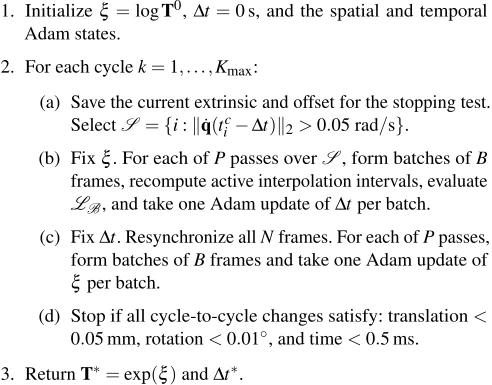 1. Initialize ξ = log T⁰, Δt = 0 s, and the spatial and temporal
Adam states.
2. For each cycle k = 1, . . . , Kmax:
(a) Save the current extrinsic and offset for the stopping test.
Select 𝒮 = {i : ‖q̇(tᵢᶜ − Δt)‖₂ > 0.05 rad/s}.
(b) Fix ξ. For each of P passes over 𝒮, form batches of B
frames, recompute active interpolation intervals, evaluate
ℒ_ℬ, and take one Adam update of Δt per batch.
(c) Fix Δt. Resynchronize all N frames. For each of P passes,
form batches of B frames and take one Adam update of
ξ per batch.
(d) Stop if all cycle-to-cycle changes satisfy: translation <
0.05 mm, rotation < 0.01°, and time < 0.5 ms.
3. Return T* = exp(ξ) and Δt*.